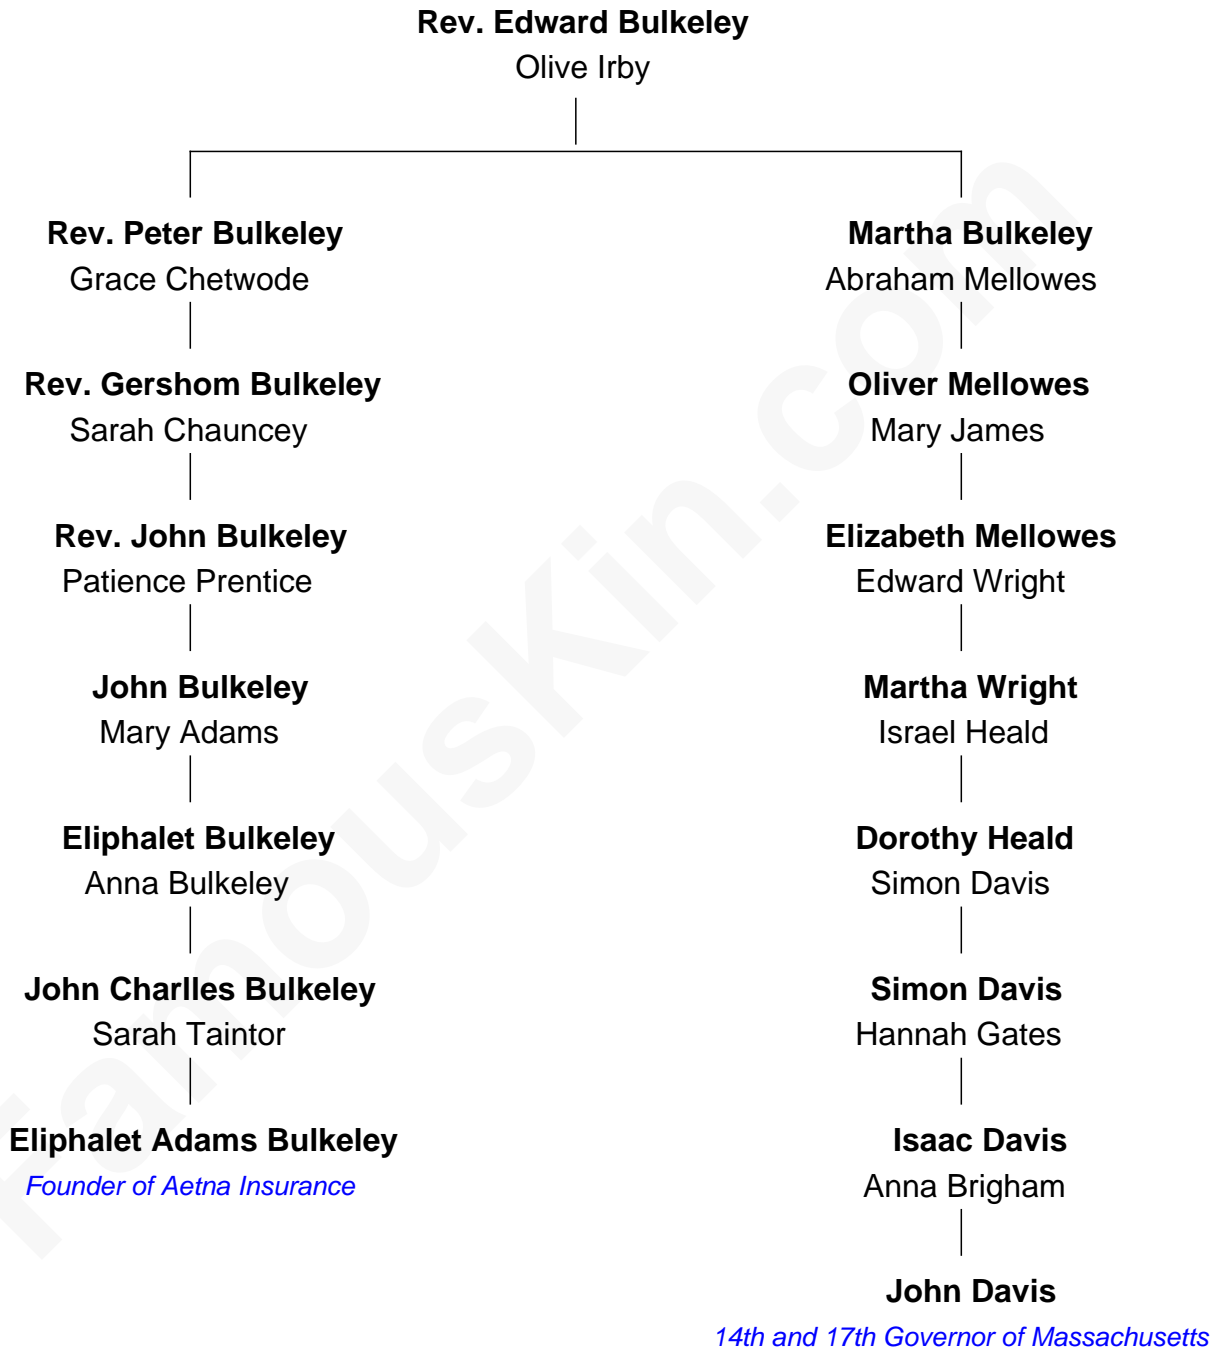 Rev. Edward Bulkeley
Olive Irby
Rev. Peter Bulkeley
Grace Chetwode
Martha Bulkeley
Abraham Mellowes
Rev. Gershom Bulkeley
Sarah Chauncey
Oliver Mellowes
Mary James
Rev. John Bulkeley
Patience Prentice
Elizabeth Mellowes
Edward Wright
John Bulkeley
Mary Adams
Martha Wright
Israel Heald
Eliphalet Bulkeley
Anna Bulkeley
Dorothy Heald
Simon Davis
John Charlles Bulkeley
Sarah Taintor
Simon Davis
Hannah Gates
Eliphalet Adams Bulkeley
Founder of Aetna Insurance
Isaac Davis
Anna Brigham
John Davis
14th and 17th Governor of Massachusetts
FamousKin.com